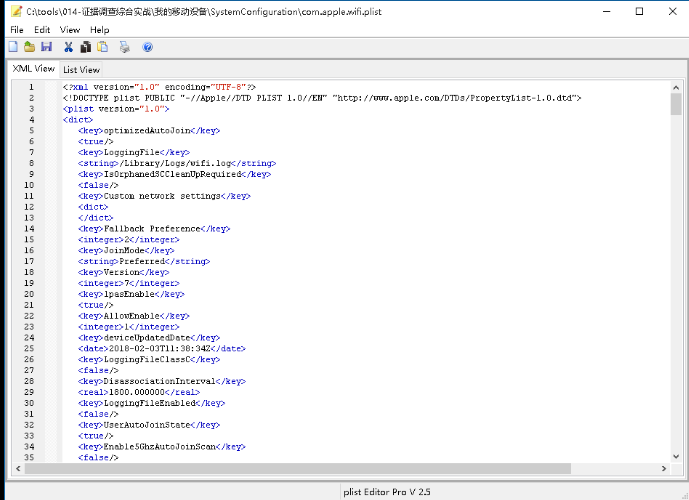 C:\tools\014-证据调查综合实战\我的移动设备\SystemConfiguration\com.apple.wifi.plist
File Edit View Help
XML View List View
1 <?xml version="1.0" encoding="UTF-8"?>
2 <!DOCTYPE plist PUBLIC "-//Apple//DTD PLIST 1.0//EN" "http://www.apple.com/DTDs/PropertyList-1.0.dtd">
3 <plist version="1.0">
4 <dict>
5 <key>optimizedAutoJoin</key>
6 <true/>
7 <key>LoggingFile</key>
8 <string>/Library/Logs/wifi.log</string>
9 <key>IsOrphanedSCCleanUpRequired</key>
10 <false/>
11 <key>Custom network settings</key>
12 <dict>
13 </dict>
14 <key>Fallback Preference</key>
15 <integer>2</integer>
16 <key>JoinMode</key>
17 <string>Preferred</string>
18 <key>Version</key>
19 <integer>7</integer>
20 <key>lpasEnable</key>
21 <true/>
22 <key>AllowEnable</key>
23 <integer>1</integer>
24 <key>deviceUpdatedDate</key>
25 <date>2018-02-03T11:38:34Z</date>
26 <key>LoggingFileClassC</key>
27 <false/>
28 <key>DisassociationInterval</key>
29 <real>1800.000000</real>
30 <key>LoggingFileEnabled</key>
31 <false/>
32 <key>UserAutoJoinState</key>
33 <true/>
34 <key>Enable5GhzAutoJoinScan</key>
35 <false/>
plist Editor Pro V 2.5